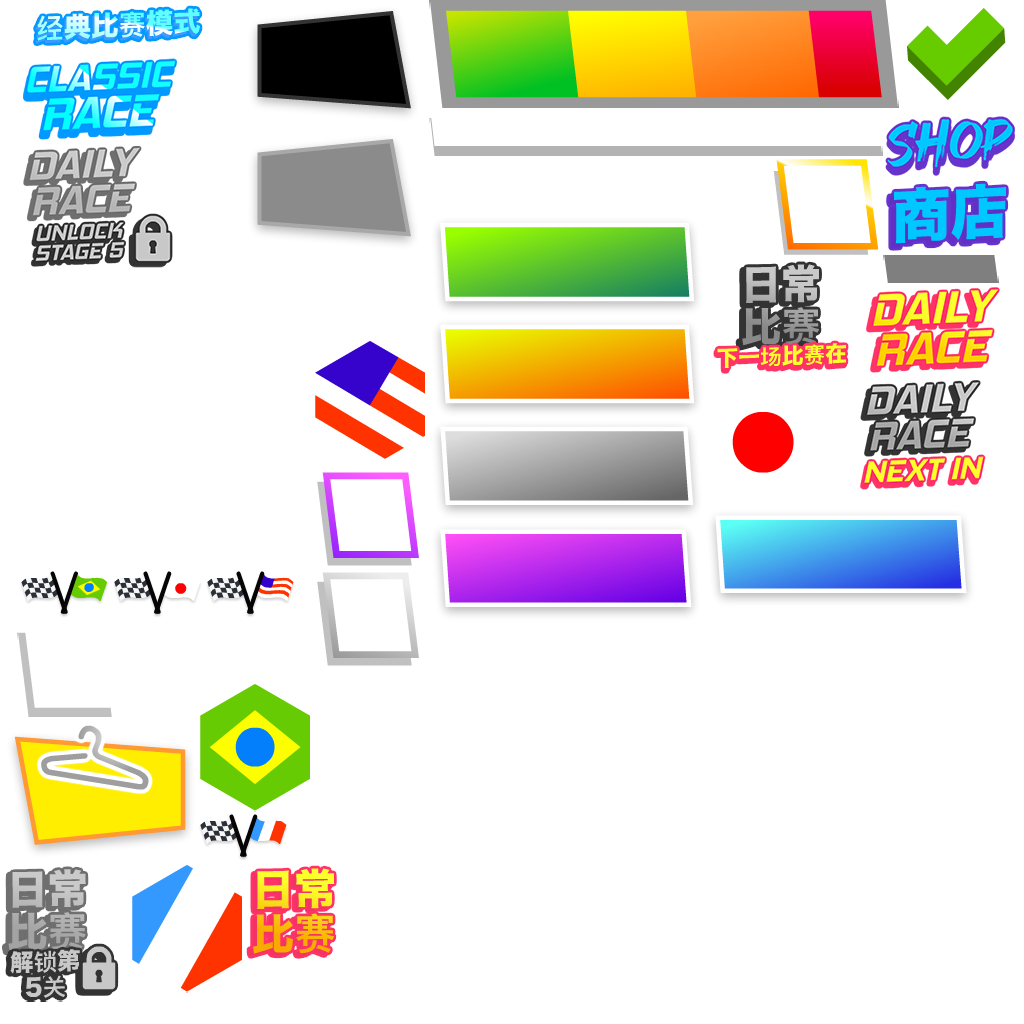 经典比赛模式
CLASSIC
RACE
DAILY
RACE
UNLOCK
STAGE 5
SHOP
商店
日常
比赛
下一场比赛在
DAILY
RACE
DAILY
RACE
NEXT IN
日常
比赛
解锁第
5关
日常
比赛